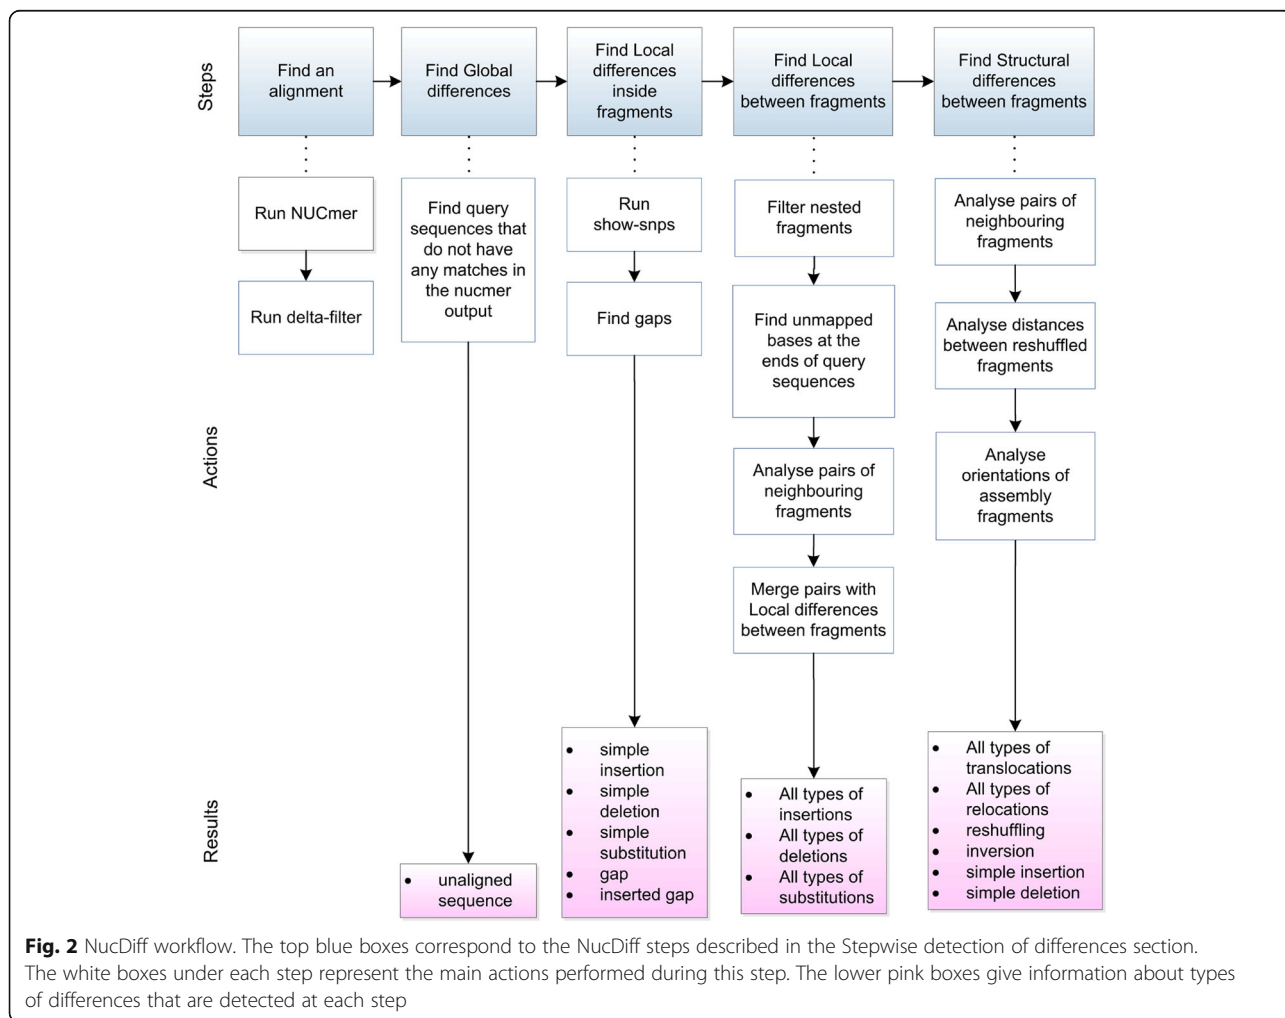 Steps
Find an
alignment
Find Global
differences
Find Local
differences
inside
fragments
Find Local
differences
between fragments
Find Structural
differences
between fragments
Actions
Run NUCmer
Run delta-filter
Find query
sequences that
do not have
any matches in
the nucmer
output
Run
show-snps
Find gaps
Filter nested
fragments
Find unmapped
bases at the
ends of query
sequences
Analyse pairs of
neighbouring
fragments
Merge pairs with
Local differences
between fragments
Analyse pairs of
neighbouring
fragments
Analyse distances
between reshuffled
fragments
Analyse
orientations of
assembly
fragments
Results
• unaligned
sequence
• simple
insertion
• simple
deletion
• simple
substitution
• gap
• inserted gap
• All types of
insertions
• All types of
deletions
• All types of
substitutions
• All types of
translocations
• All types of
relocations
• reshuffling
• inversion
• simple insertion
• simple deletion
Fig. 2 NucDiff workflow. The top blue boxes correspond to the NucDiff steps described in the Stepwise detection of differences section.
The white boxes under each step represent the main actions performed during this step. The lower pink boxes give information about types
of differences that are detected at each step